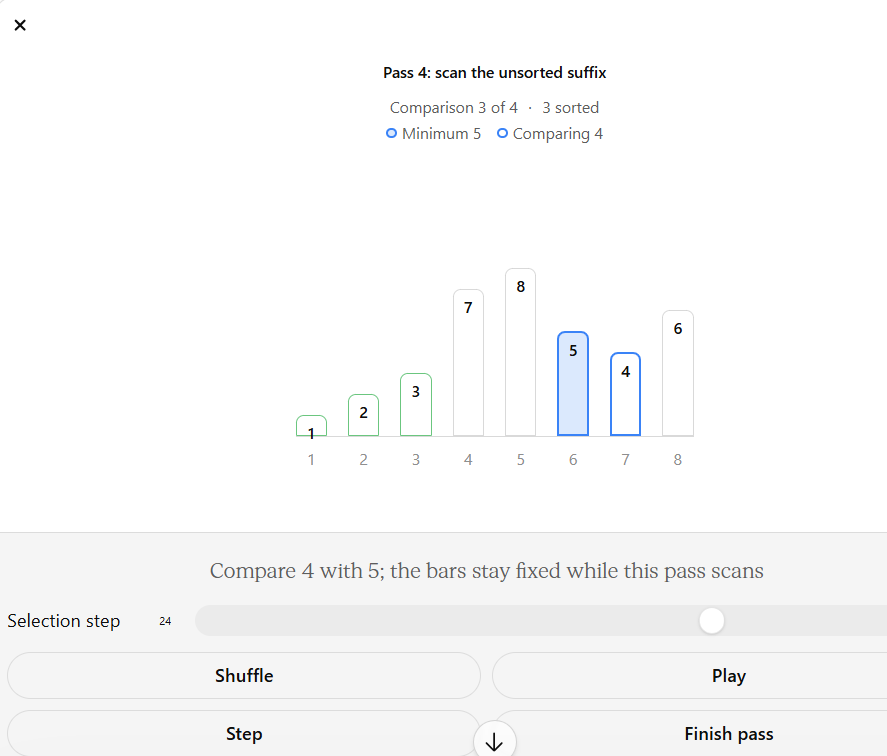 Pass 4: scan the unsorted suffix
Comparison 3 of 4 · 3 sorted
Minimum 5 Comparing 4
1 2 3 7 8 5 4 6
1 2 3 4 5 6 7 8
Compare 4 with 5; the bars stay fixed while this pass scans
Selection step 24
Shuffle Play
Step Finish pass